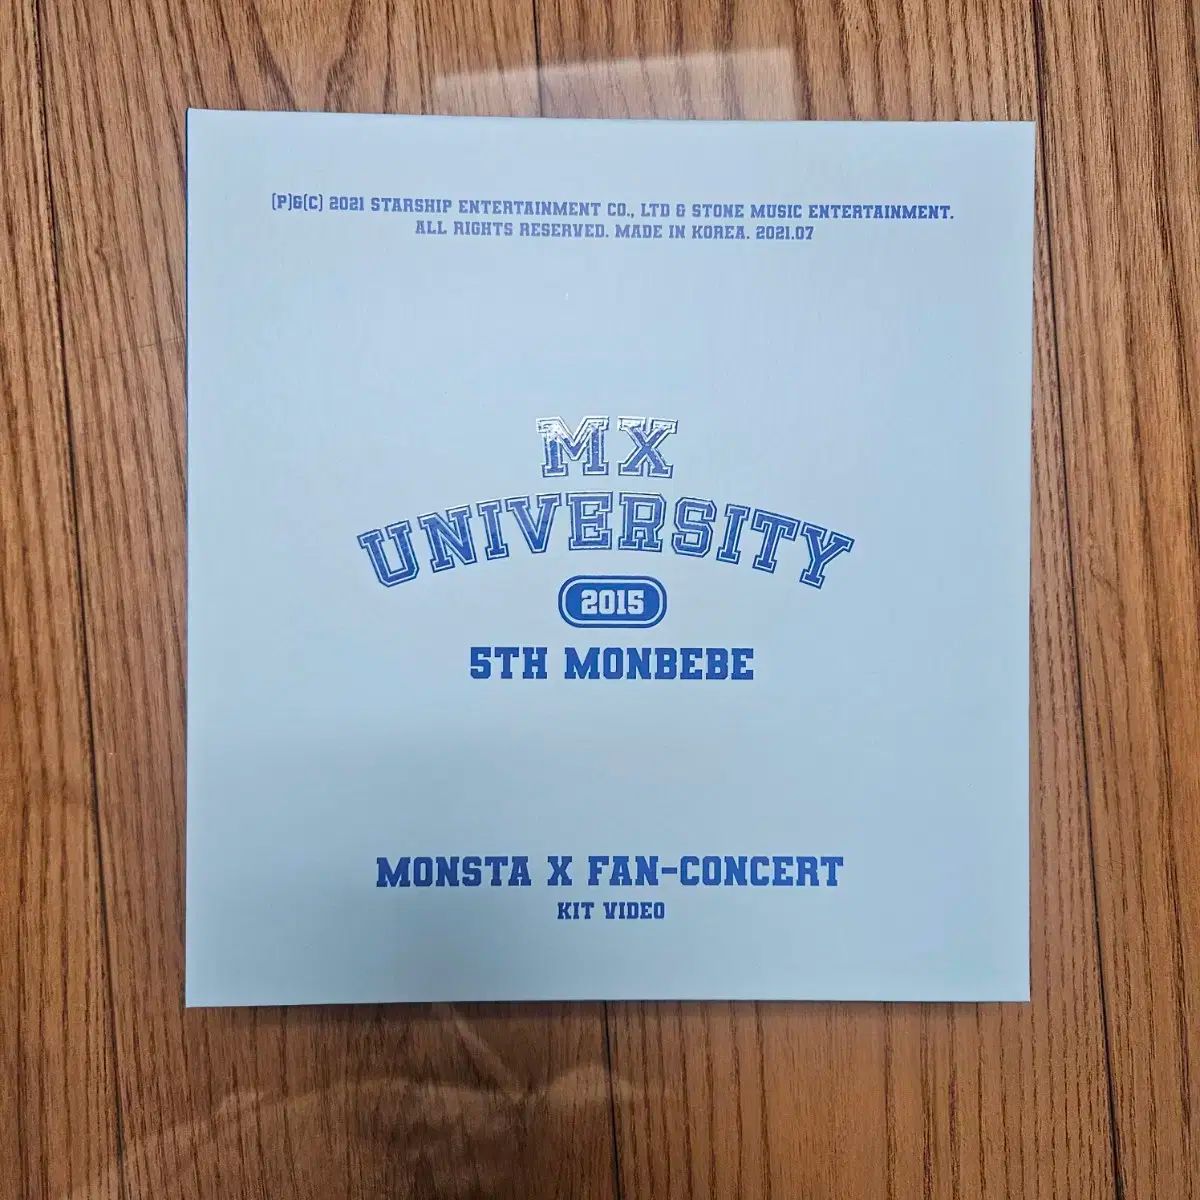 (P)&(C) 2021 STARSHIP ENTERTAINMENT CO., LTD & STONE MUSIC ENTERTAINMENT.
ALL RIGHTS RESERVED. MADE IN KOREA. 2021.07
MX
UNIVERSITY
2015
5TH MONBEBE
MONSTA X FAN-CONCERT
KIT VIDEO